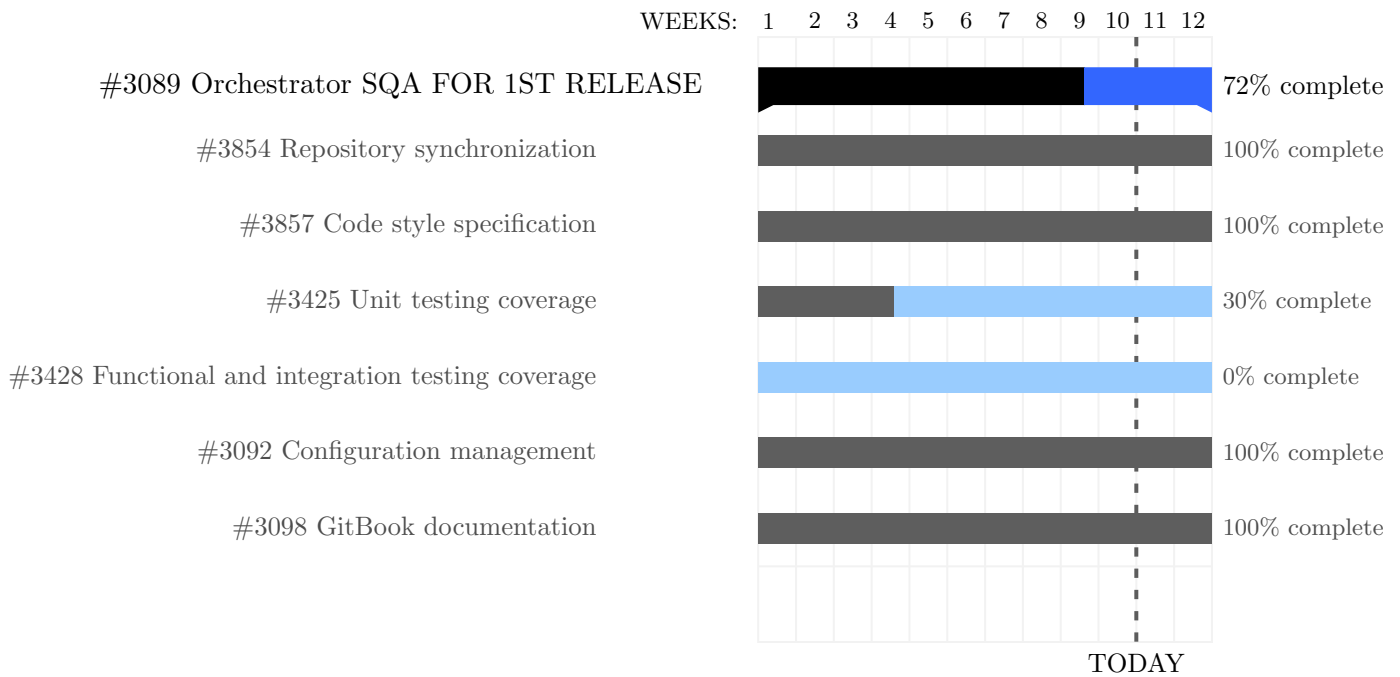 WEEKS: 1 2 3 4 5 6 7 8 9 10 11 12
#3089 Orchestrator SQA FOR 1ST RELEASE 72% complete
#3854 Repository synchronization 100% complete
#3857 Code style specification 100% complete
#3425 Unit testing coverage 30% complete
#3428 Functional and integration testing coverage 0% complete
#3092 Configuration management 100% complete
#3098 GitBook documentation 100% complete
TODAY